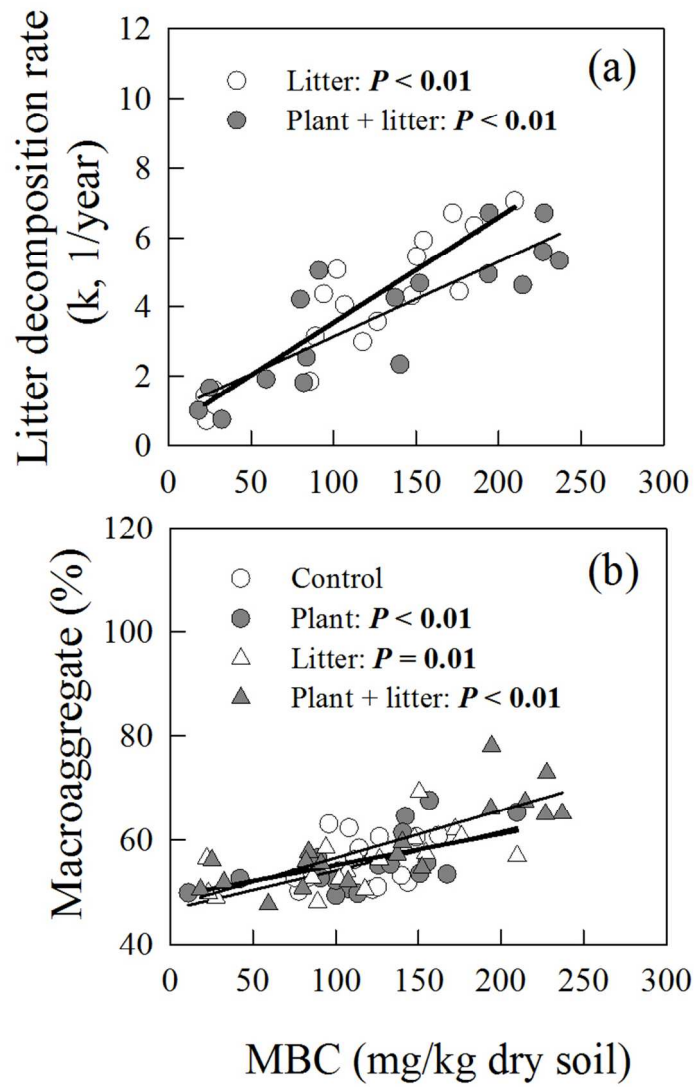 Litter decomposition rate
(k, 1/year)
12
10
8
6
4
2
0
(a)
Litter: P < 0.01
Plant + litter: P < 0.01
0 50 100 150 200 250 300
Macroaggregate (%)
120
100
80
60
40
(b)
Control
Plant: P < 0.01
Litter: P = 0.01
Plant + litter: P < 0.01
0 50 100 150 200 250 300
MBC (mg/kg dry soil)